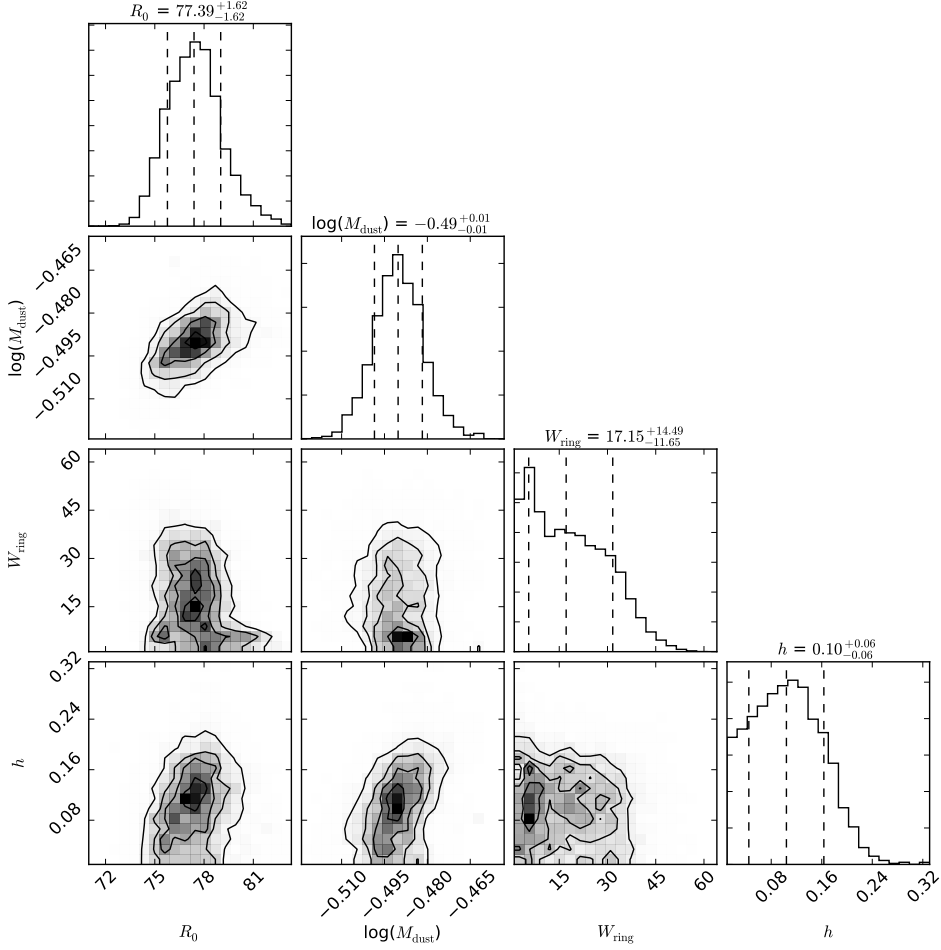 R₀ = 77.39 +1.62 −1.62
log(M_dust) = −0.49 +0.01 −0.01
log(M_dust)
−0.465
−0.480
−0.495
−0.510
W_ring = 17.15 +14.49 −11.65
W_ring
60
45
30
15
h = 0.10 +0.06 −0.06
h
0.32
0.24
0.16
0.08
72 75 78 81
−0.510 −0.495 −0.480 −0.465
15 30 45 60
0.08 0.16 0.24 0.32
R₀ log(M_dust) W_ring h